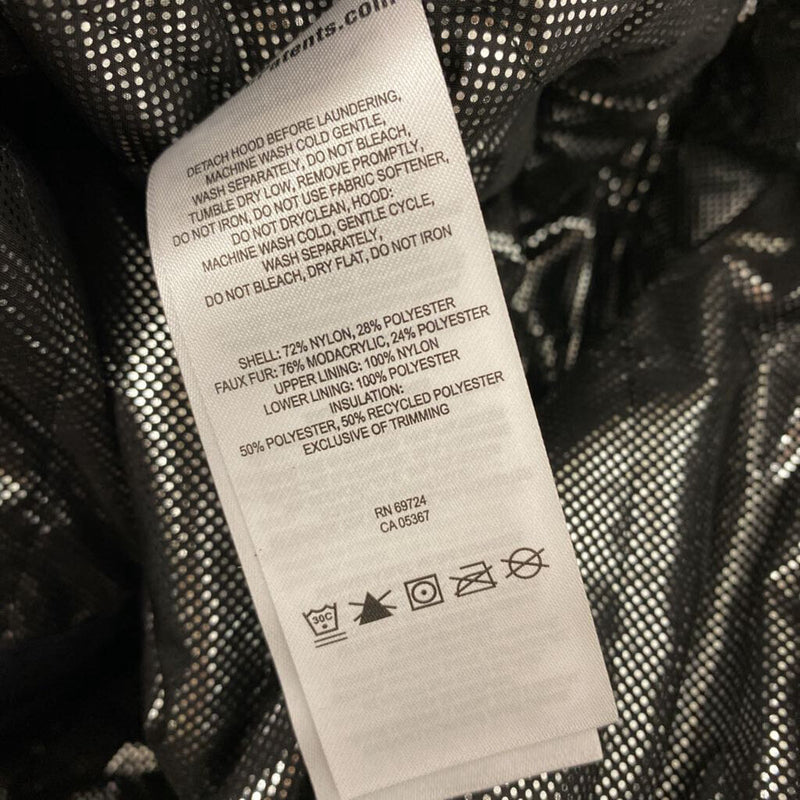 tents.com
DETACH HOOD BEFORE LAUNDERING,
MACHINE WASH COLD GENTLE,
WASH SEPARATELY, DO NOT BLEACH,
TUMBLE DRY LOW, REMOVE PROMPTLY,
DO NOT IRON, DO NOT USE FABRIC SOFTENER,
DO NOT DRYCLEAN, HOOD:
MACHINE WASH COLD, GENTLE CYCLE,
WASH SEPARATELY,
DO NOT BLEACH, DRY FLAT, DO NOT IRON
SHELL: 72% NYLON, 28% POLYESTER
FAUX FUR: 76% MODACRYLIC, 24% POLYESTER
UPPER LINING: 100% NYLON
LOWER LINING: 100% POLYESTER
INSULATION:
50% POLYESTER, 50% RECYCLED POLYESTER
EXCLUSIVE OF TRIMMING
RN 69724
CA 05367
30C